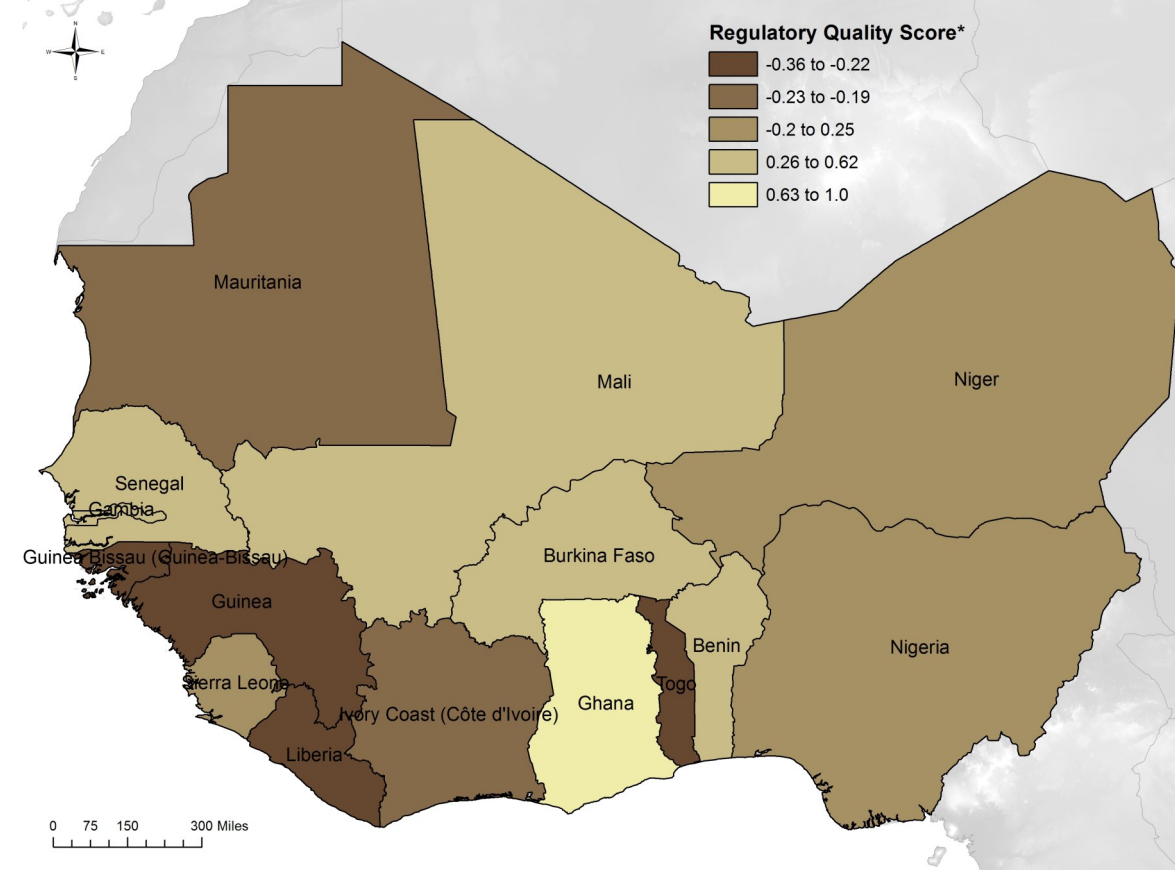 N
W E
S
Regulatory Quality Score*
-0.36 to -0.22
-0.23 to -0.19
-0.2 to 0.25
0.26 to 0.62
0.63 to 1.0
Mauritania
Mali
Niger
Senegal
Gambia
Guinea Bissau (Guinea-Bissau)
Burkina Faso
Guinea
Benin
Nigeria
Sierra Leone
Togo
Ghana
Ivory Coast (Côte d'Ivoire)
Liberia
0 75 150 300 Miles